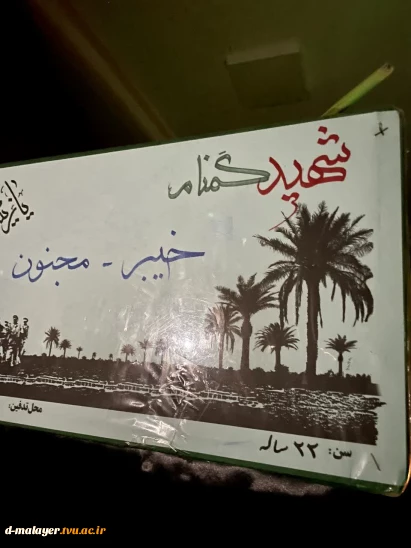 شهید گمنام
خیبر - مجنون
سن: ۲۲ ساله
محل تدفین:
d-malayer.tvu.ac.ir